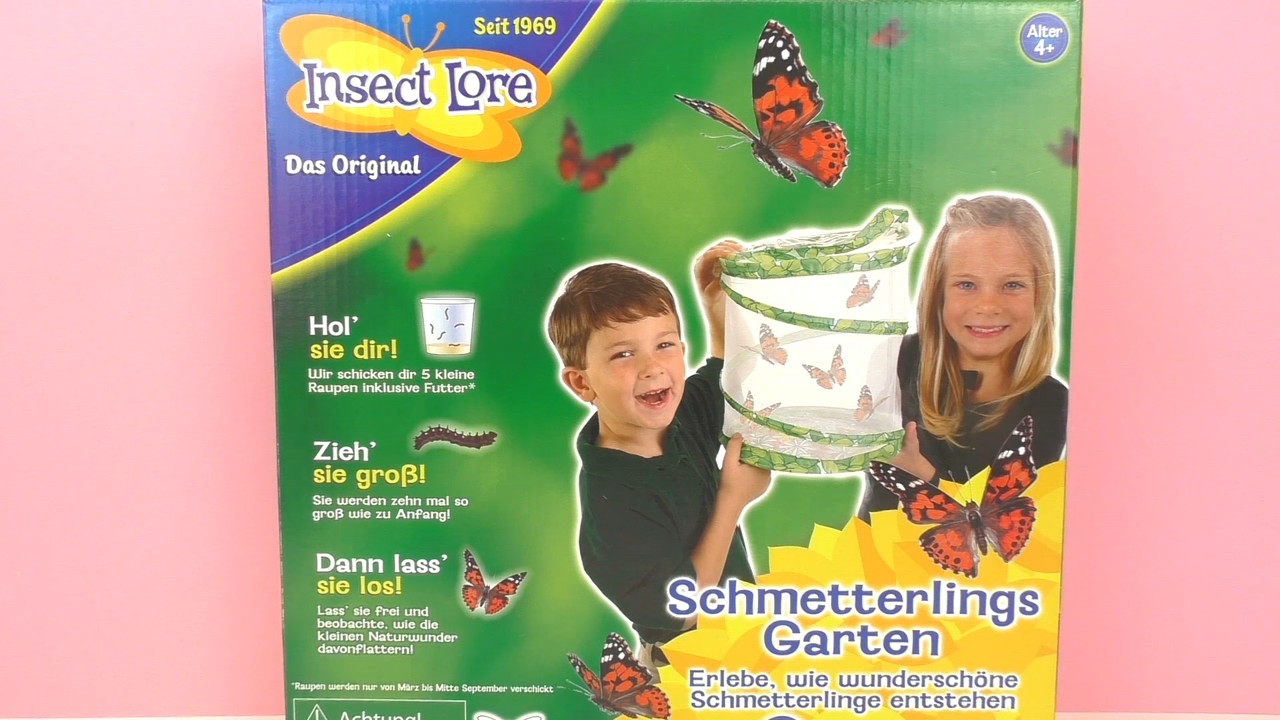 Seit 1969
Insect Lore
Das Original
Alter
4+
Hol'
sie dir!
Wir schicken dir 5 kleine
Raupen inklusive Futter*
Zieh'
sie groß!
Sie werden zehn mal so
groß wie zu Anfang!
Dann lass'
sie los!
Lass' sie frei und
beobachte, wie die
kleinen Naturwunder
davonflattern!
*Raupen werden nur von März bis Mitte September verschickt
Achtung!
Schmetterlings
Garten
Erlebe, wie wunderschöne
Schmetterlinge entstehen